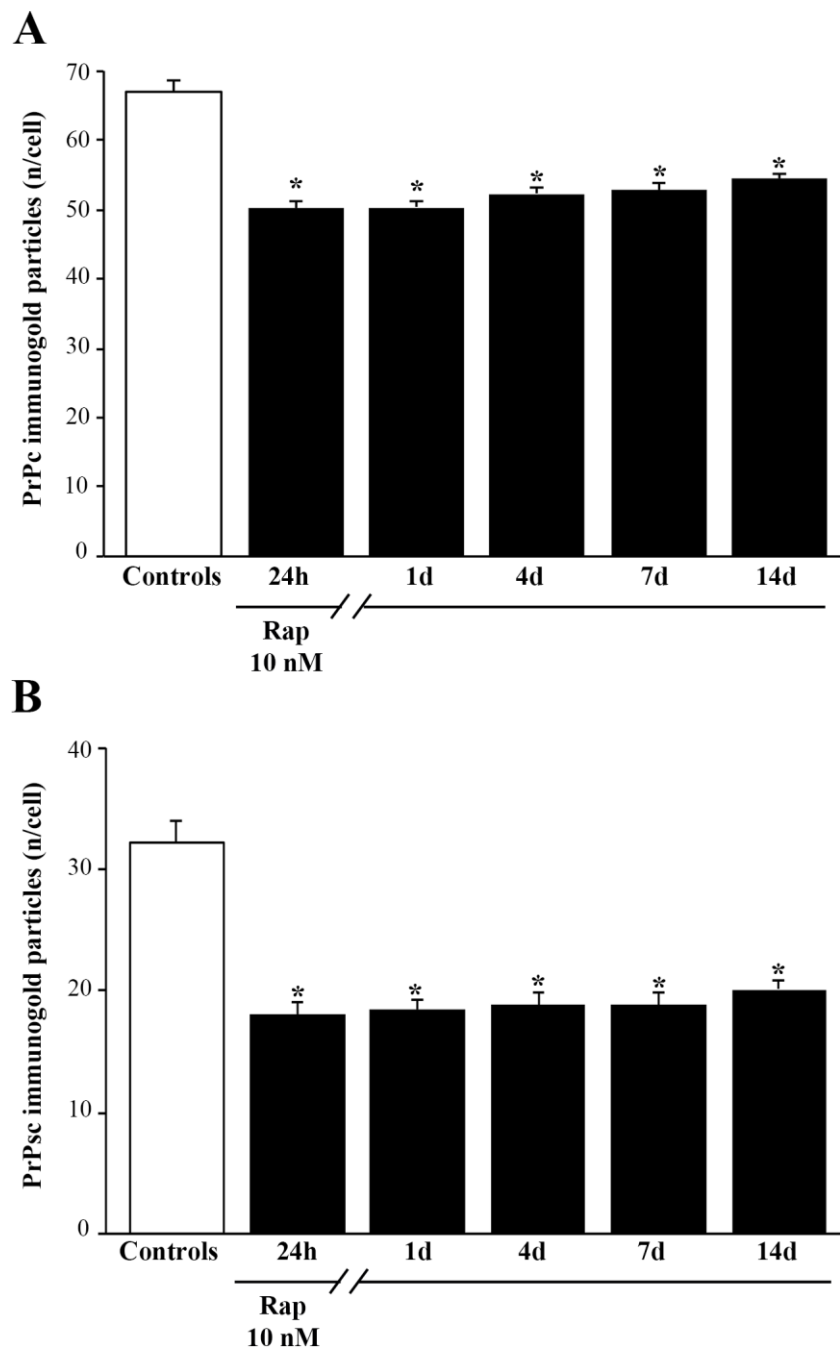 A
PrPc immunogold particles (n/cell)
70
60
50
40
30
20
10
0
* * * * *
Controls 24h 1d 4d 7d 14d
Rap
10 nM
B
PrPsc immunogold particles (n/cell)
40
30
20
10
0
* * * * *
Controls 24h 1d 4d 7d 14d
Rap
10 nM